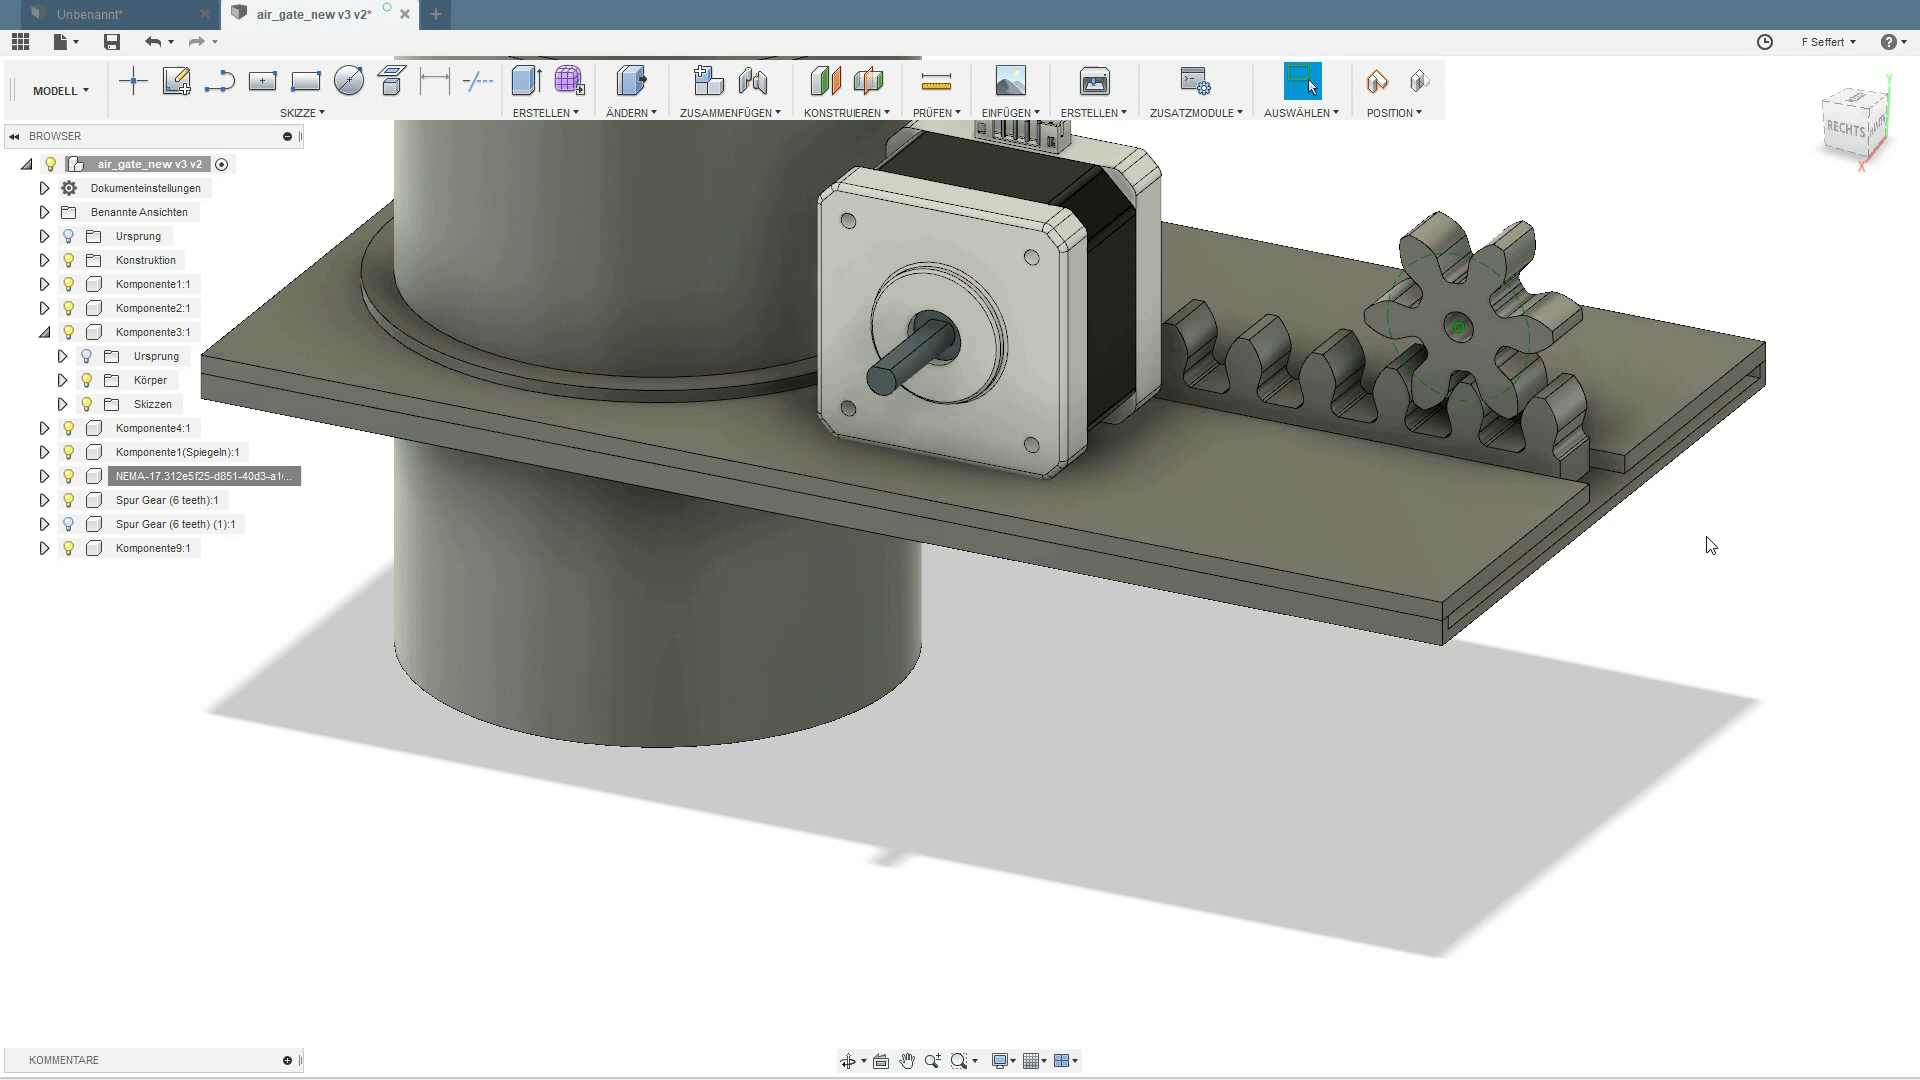 Unbenannt*
air_gate_new v3 v2*
F Seffert
MODELL
SKIZZE
ERSTELLEN
ÄNDERN
ZUSAMMENFÜGEN
KONSTRUIEREN
PRÜFEN
EINFÜGEN
ERSTELLEN
ZUSATZMODULE
AUSWÄHLEN
POSITION
BROWSER
air_gate_new v3 v2
Dokumenteinstellungen
Benannte Ansichten
Ursprung
Konstruktion
Komponente1:1
Komponente2:1
Komponente3:1
Ursprung
Körper
Skizzen
Komponente4:1
Komponente1(Spiegeln):1
NEMA-17.312e5f25-d851-40d3-a1...
Spur Gear (6 teeth):1
Spur Gear (6 teeth) (1):1
Komponente9:1
RECHTS
Y
X
KOMMENTARE